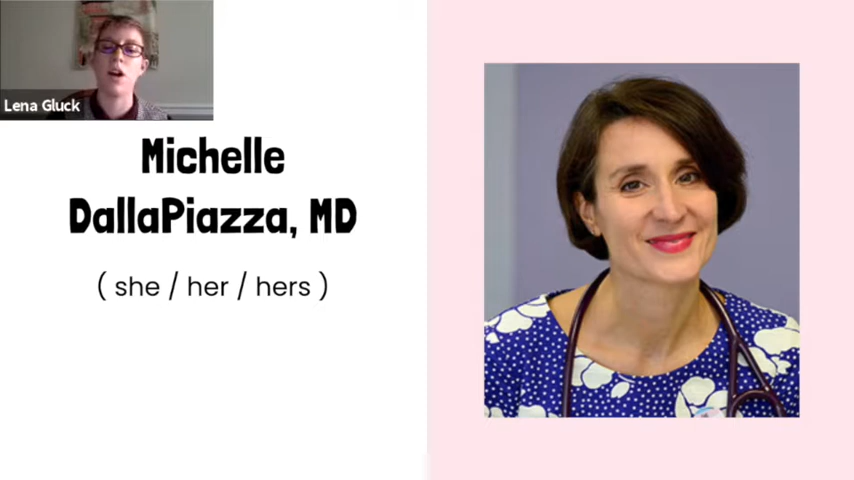 Lena Gluck
Michelle
DallaPiazza, MD
( she / her / hers )